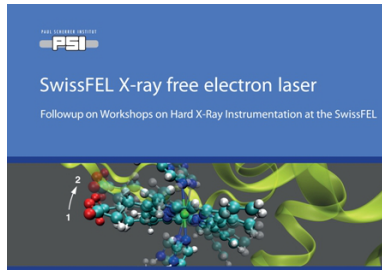 PAUL SCHERRER INSTITUT
PSI
SwissFEL X-ray free electron laser
Followup on Workshops on Hard X-Ray Instrumentation at the SwissFEL
2
1